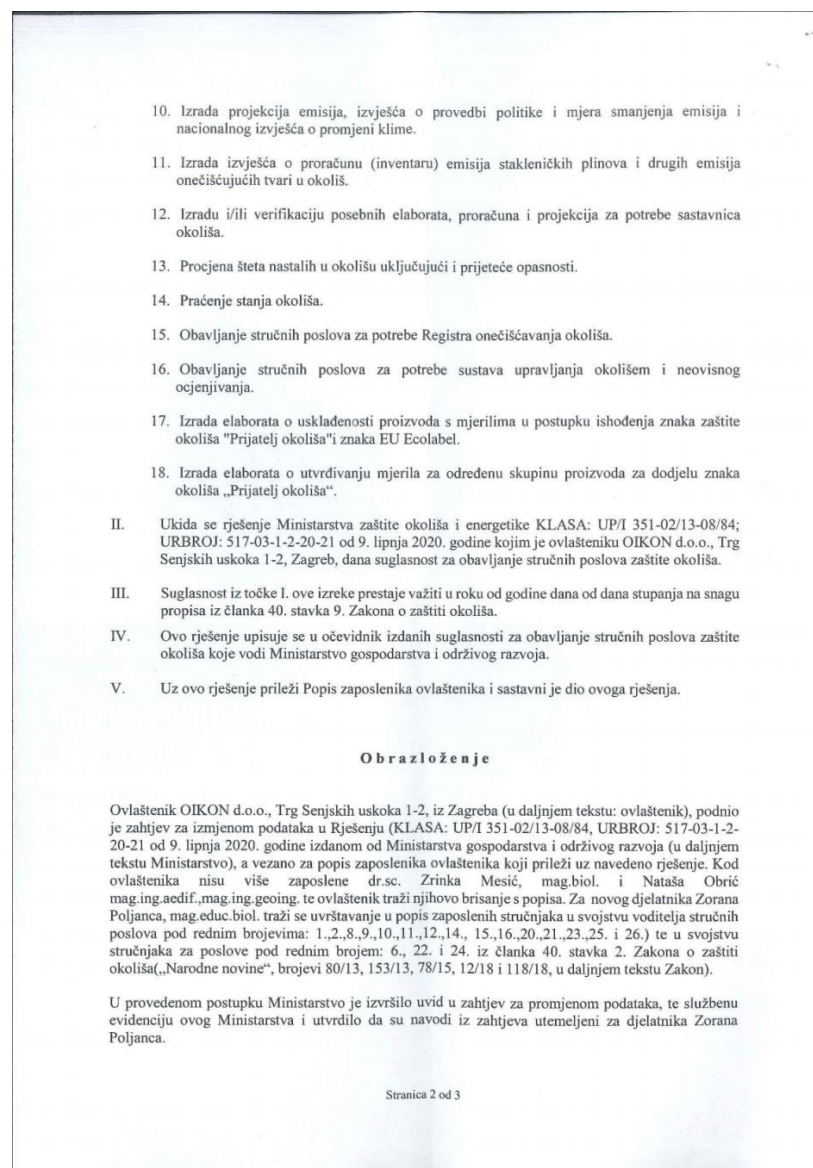 10. Izrada projekcija emisija, izvješća o provedbi politike i mjera smanjenja emisija i
nacionalnog izvješća o promjeni klime.
11. Izrada izvješća o proračunu (inventaru) emisija stakleničkih plinova i drugih emisija
onečišćujućih tvari u okoliš.
12. Izradu i/ili verifikaciju posebnih elaborata, proračuna i projekcija za potrebe sastavnica
okoliša.
13. Procjena šteta nastalih u okolišu uključujući i prijeteće opasnosti.
14. Praćenje stanja okoliša.
15. Obavljanje stručnih poslova za potrebe Registra onečišćavanja okoliša.
16. Obavljanje stručnih poslova za potrebe sustava upravljanja okolišem i neovisnog
ocjenjivanja.
17. Izrada elaborata o usklađenosti proizvoda s mjerilima u postupku ishođenja znaka zaštite
okoliša "Prijatelj okoliša"i znaka EU Ecolabel.
18. Izrada elaborata o utvrđivanju mjerila za određenu skupinu proizvoda za dodjelu znaka
okoliša „Prijatelj okoliša“.
II. Ukida se rješenje Ministarstva zaštite okoliša i energetike KLASA: UP/I 351-02/13-08/84;
URBROJ: 517-03-1-2-20-21 od 9. lipnja 2020. godine kojim je ovlašteniku OIKON d.o.o., Trg
Senjskih uskoka 1-2, Zagreb, dana suglasnost za obavljanje stručnih poslova zaštite okoliša.
III. Suglasnost iz točke I. ove izreke prestaje važiti u roku od godine dana od dana stupanja na snagu
propisa iz članka 40. stavka 9. Zakona o zaštiti okoliša.
IV. Ovo rješenje upisuje se u očevidnik izdanih suglasnosti za obavljanje stručnih poslova zaštite
okoliša koje vodi Ministarstvo gospodarstva i održivog razvoja.
V. Uz ovo rješenje prileži Popis zaposlenika ovlaštenika i sastavni je dio ovoga rješenja.
O b r a z l o ž e n j e
Ovlaštenik OIKON d.o.o., Trg Senjskih uskoka 1-2, iz Zagreba (u daljnjem tekstu: ovlaštenik), podnio
je zahtjev za izmjenom podataka u Rješenju (KLASA: UP/I 351-02/13-08/84, URBROJ: 517-03-1-2-
20-21 od 9. lipnja 2020. godine izdanom od Ministarstva gospodarstva i održivog razvoja (u daljnjem
tekstu Ministarstvo), a vezano za popis zaposlenika ovlaštenika koji prileži uz navedeno rješenje. Kod
ovlaštenika nisu više zaposlene dr.sc. Zrinka Mesić, mag.biol. i Nataša Obrić
mag.ing.aedif.,mag.ing.geoing. te ovlaštenik traži njihovo brisanje s popisa. Za novog djelatnika Zorana
Poljanca, mag.educ.biol. traži se uvrštavanje u popis zaposlenih stručnjaka u svojstvu voditelja stručnih
poslova pod rednim brojevima: 1.,2.,8.,9.,10.,11.,12.,14., 15.,16.,20.,21.,23.,25. i 26.) te u svojstvu
stručnjaka za poslove pod rednim brojem: 6., 22. i 24. iz članka 40. stavka 2. Zakona o zaštiti
okoliša(„Narodne novine“, brojevi 80/13, 153/13, 78/15, 12/18 i 118/18, u daljnjem tekstu Zakon).
U provedenom postupku Ministarstvo je izvršilo uvid u zahtjev za promjenom podataka, te službenu
evidenciju ovog Ministarstva i utvrdilo da su navodi iz zahtjeva utemeljeni za djelatnika Zorana
Poljanca.
Stranica 2 od 3